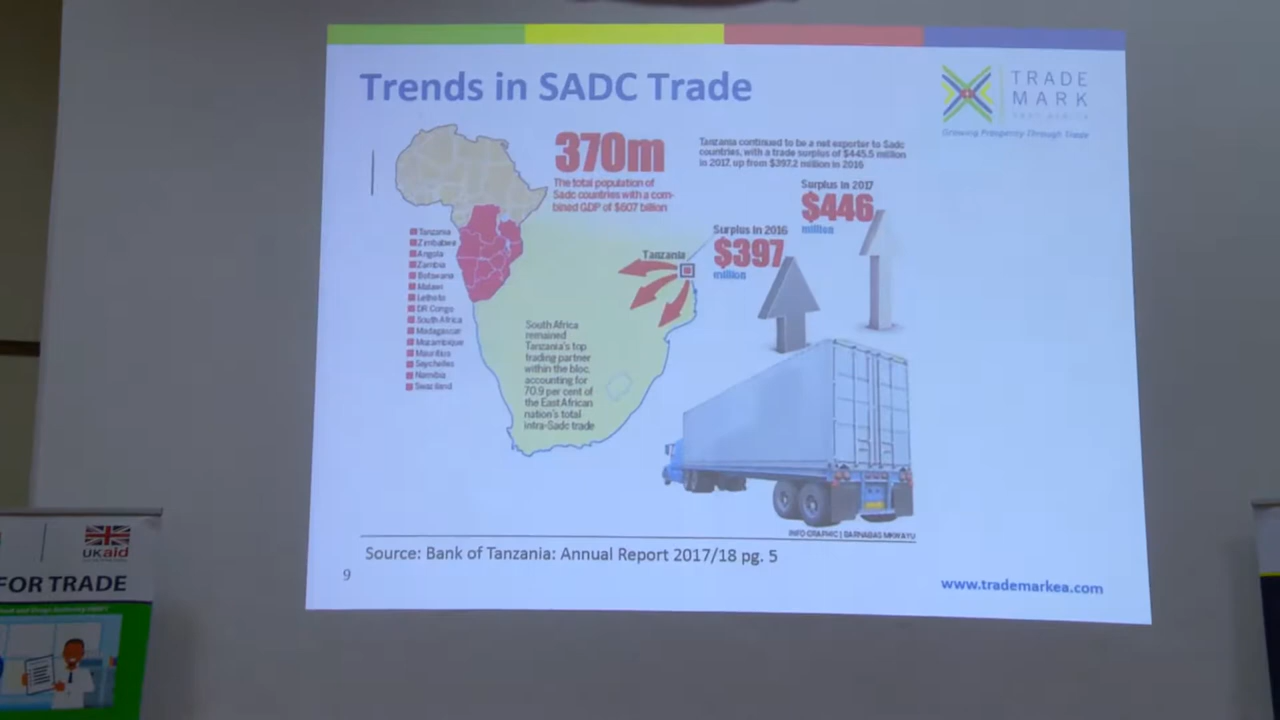 Trends in SADC Trade
TRADE
MARK
EAST AFRICA
Growing Prosperity Through Trade
370m
The total population of
Sadc countries with a com-
bined GDP of $607 billion
Tanzania continued to be a net exporter to Sadc
countries, with a trade surplus of $445.5 million
in 2017, up from $397.2 million in 2016
Surplus in 2017
$446
million
Surplus in 2016
$397
million
Tanzania
Tanzania
Zimbabwe
Angola
Zambia
Botswana
Malawi
Lethoto
DR Congo
South Africa
Madagascar
Mozambique
Mauritius
Seychelles
Namibia
Swaziland
South Africa
remained
Tanzania's top
trading partner
within the bloc,
accounting for
70.9 per cent of
the East African
nation's total
intra-Sadc trade
INFO GRAPHIC | BARNABAS MKWAYU
Source: Bank of Tanzania: Annual Report 2017/18 pg. 5
9
www.trademarkea.com
UKaid
FOR TRADE